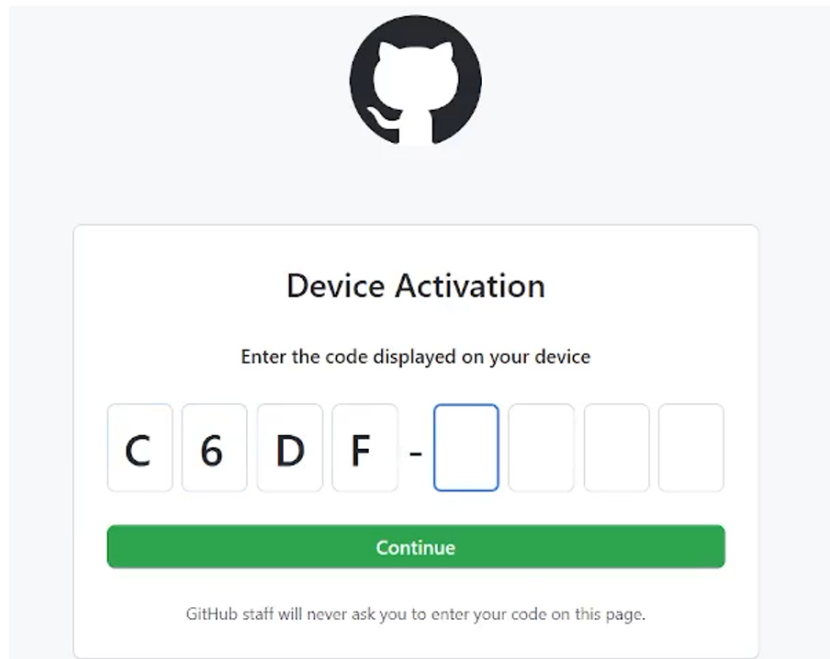 Device Activation
Enter the code displayed on your device
C 6 D F -
Continue
GitHub staff will never ask you to enter your code on this page.